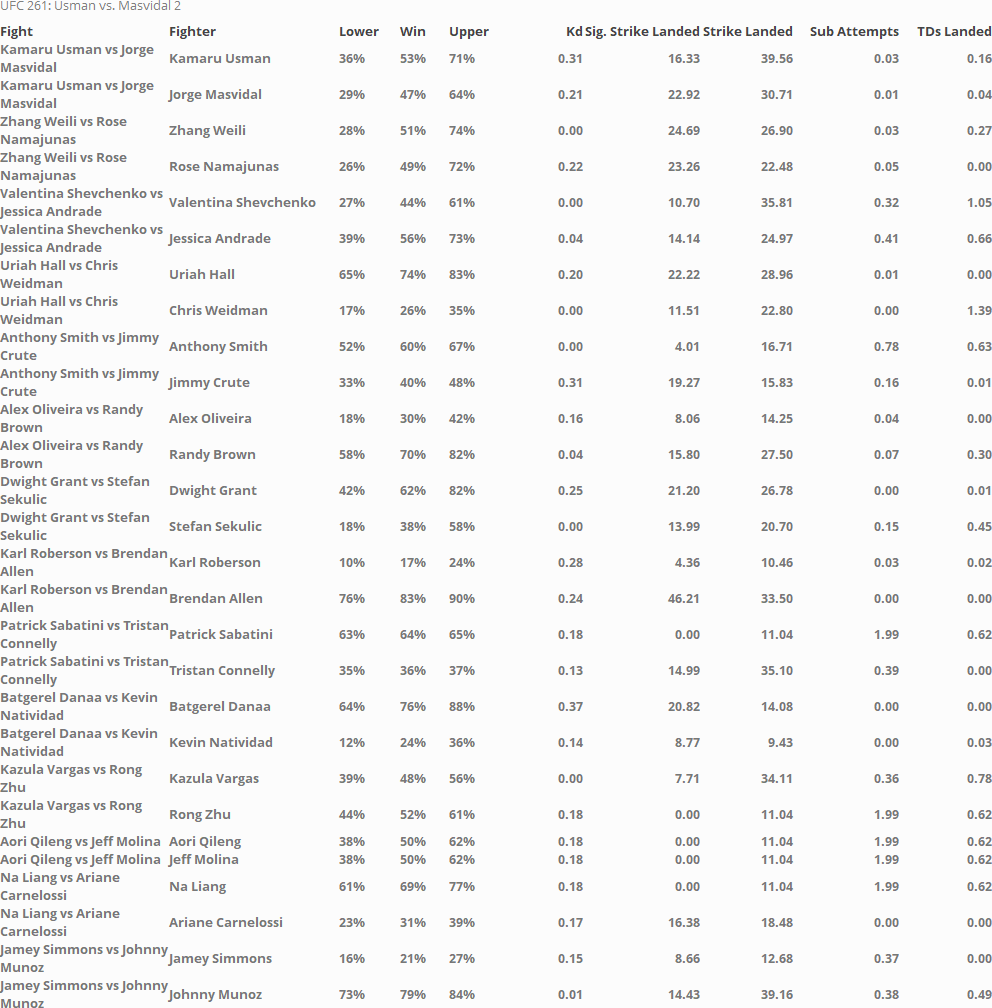 UFC 261: Usman vs. Masvidal 2
Fight Fighter Lower Win Upper Kd Sig. Strike Landed Strike Landed Sub Attempts TDs Landed
Kamaru Usman vs Jorge
Masvidal
Kamaru Usman 36% 53% 71% 0.31 16.33 39.56 0.03 0.16
Kamaru Usman vs Jorge
Masvidal
Jorge Masvidal 29% 47% 64% 0.21 22.92 30.71 0.01 0.04
Zhang Weili vs Rose
Namajunas
Zhang Weili 28% 51% 74% 0.00 24.69 26.90 0.03 0.27
Zhang Weili vs Rose
Namajunas
Rose Namajunas 26% 49% 72% 0.22 23.26 22.48 0.05 0.00
Valentina Shevchenko vs
Jessica Andrade
Valentina Shevchenko 27% 44% 61% 0.00 10.70 35.81 0.32 1.05
Valentina Shevchenko vs
Jessica Andrade
Jessica Andrade 39% 56% 73% 0.04 14.14 24.97 0.41 0.66
Uriah Hall vs Chris
Weidman
Uriah Hall 65% 74% 83% 0.20 22.22 28.96 0.01 0.00
Uriah Hall vs Chris
Weidman
Chris Weidman 17% 26% 35% 0.00 11.51 22.80 0.00 1.39
Anthony Smith vs Jimmy
Crute
Anthony Smith 52% 60% 67% 0.00 4.01 16.71 0.78 0.63
Anthony Smith vs Jimmy
Crute
Jimmy Crute 33% 40% 48% 0.31 19.27 15.83 0.16 0.01
Alex Oliveira vs Randy
Brown
Alex Oliveira 18% 30% 42% 0.16 8.06 14.25 0.04 0.00
Alex Oliveira vs Randy
Brown
Randy Brown 58% 70% 82% 0.04 15.80 27.50 0.07 0.30
Dwight Grant vs Stefan
Sekulic
Dwight Grant 42% 62% 82% 0.25 21.20 26.78 0.00 0.01
Dwight Grant vs Stefan
Sekulic
Stefan Sekulic 18% 38% 58% 0.00 13.99 20.70 0.15 0.45
Karl Roberson vs Brendan
Allen
Karl Roberson 10% 17% 24% 0.28 4.36 10.46 0.03 0.02
Karl Roberson vs Brendan
Allen
Brendan Allen 76% 83% 90% 0.24 46.21 33.50 0.00 0.00
Patrick Sabatini vs Tristan
Connelly
Patrick Sabatini 63% 64% 65% 0.18 0.00 11.04 1.99 0.62
Patrick Sabatini vs Tristan
Connelly
Tristan Connelly 35% 36% 37% 0.13 14.99 35.10 0.39 0.00
Batgerel Danaa vs Kevin
Natividad
Batgerel Danaa 64% 76% 88% 0.37 20.82 14.08 0.00 0.00
Batgerel Danaa vs Kevin
Natividad
Kevin Natividad 12% 24% 36% 0.14 8.77 9.43 0.00 0.03
Kazula Vargas vs Rong
Zhu
Kazula Vargas 39% 48% 56% 0.00 7.71 34.11 0.36 0.78
Kazula Vargas vs Rong
Zhu
Rong Zhu 44% 52% 61% 0.18 0.00 11.04 1.99 0.62
Aori Qileng vs Jeff Molina Aori Qileng 38% 50% 62% 0.18 0.00 11.04 1.99 0.62
Aori Qileng vs Jeff Molina Jeff Molina 38% 50% 62% 0.18 0.00 11.04 1.99 0.62
Na Liang vs Ariane
Carnelossi
Na Liang 61% 69% 77% 0.18 0.00 11.04 1.99 0.62
Na Liang vs Ariane
Carnelossi
Ariane Carnelossi 23% 31% 39% 0.17 16.38 18.48 0.00 0.00
Jamey Simmons vs Johnny
Munoz
Jamey Simmons 16% 21% 27% 0.15 8.66 12.68 0.37 0.00
Jamey Simmons vs Johnny
Munoz
Johnny Munoz 73% 79% 84% 0.01 14.43 39.16 0.38 0.49